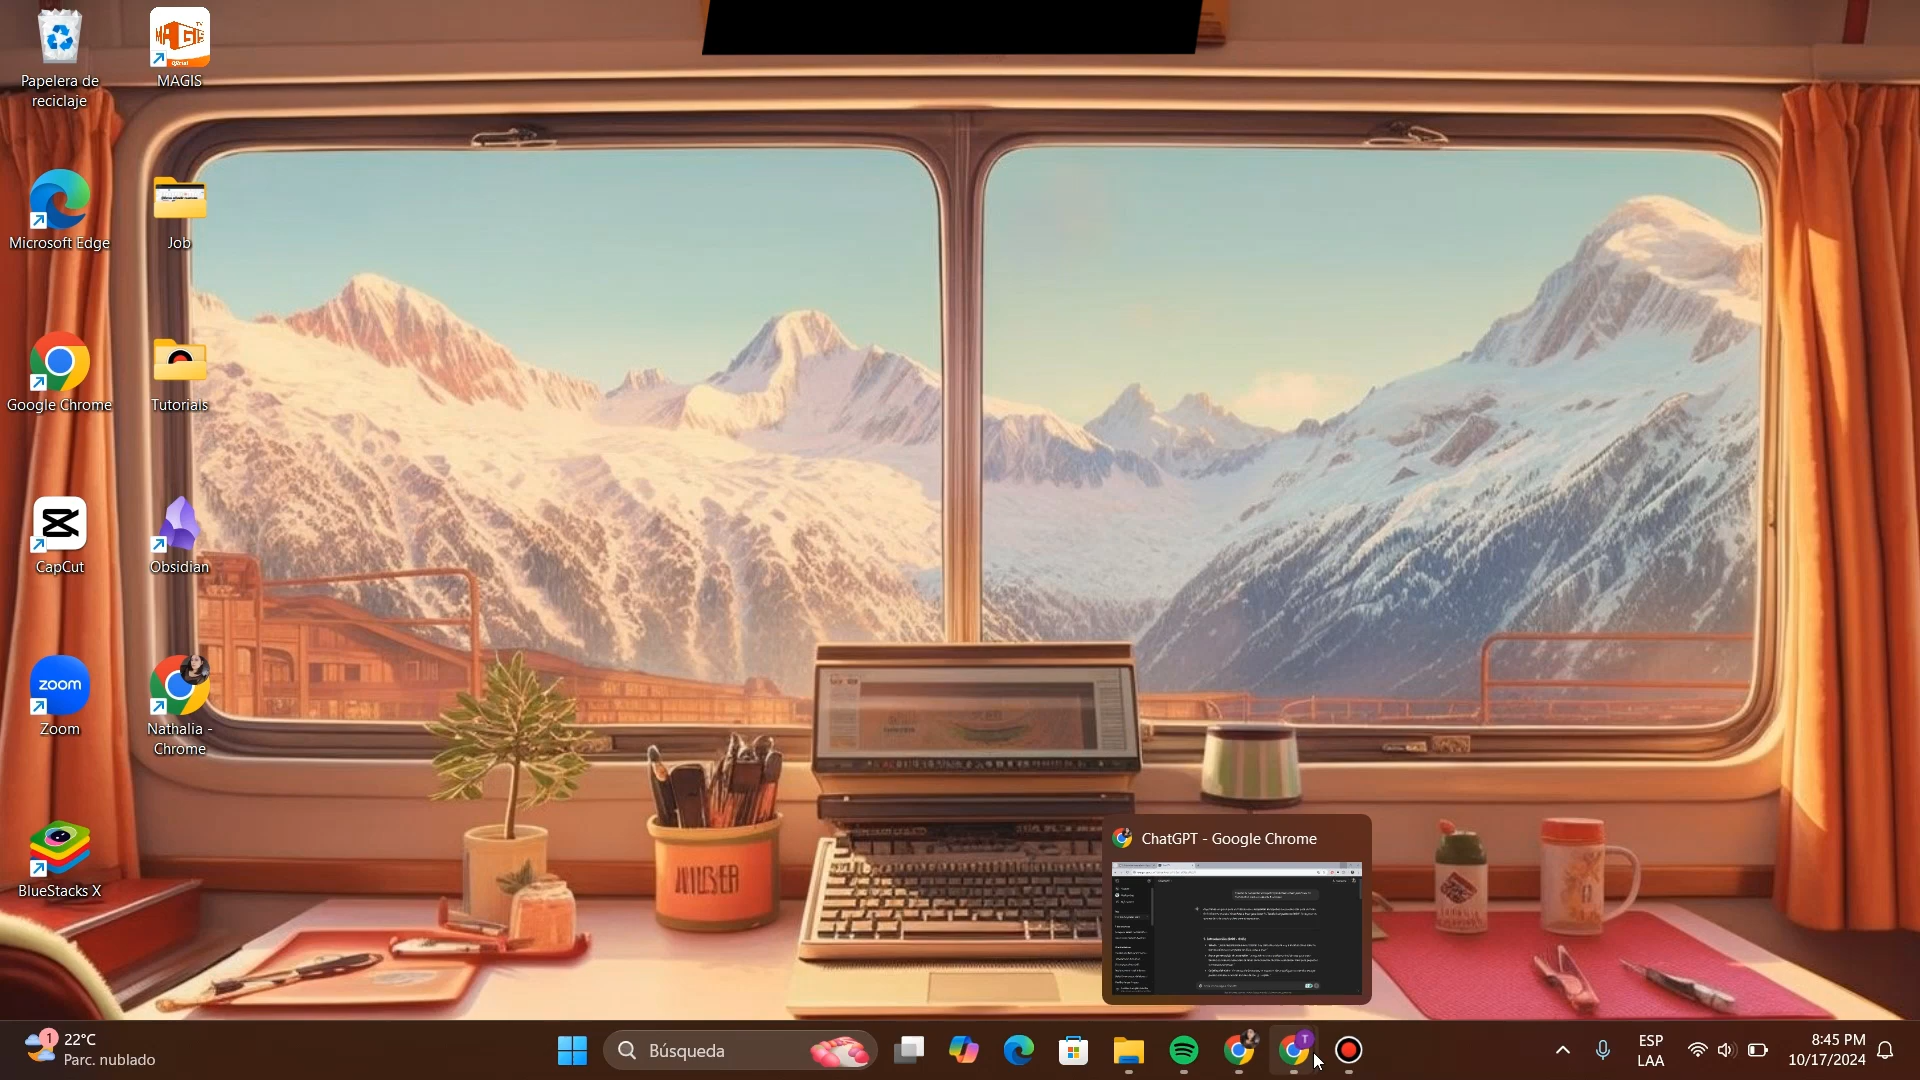 Papelera de
reciclaje
MAGIS
Microsoft Edge
Job
Google Chrome
Tutorials
CapCut
Obsidian
zoom
Zoom
Nathalia -
Chrome
BlueStacks X
ChatGPT - Google Chrome
1
22°C
Parc. nublado
Búsqueda
T
ESP
LAA
8:45 PM
10/17/2024